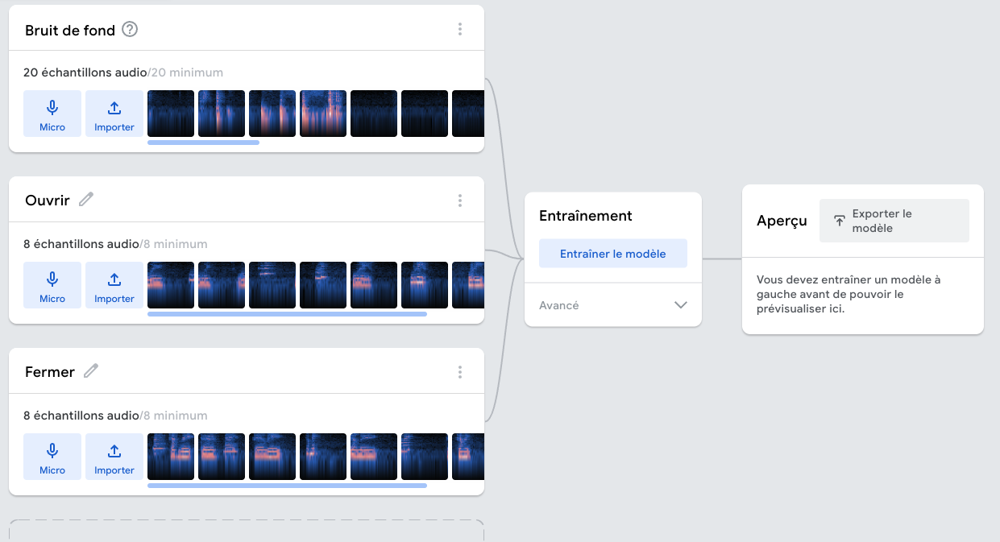 Bruit de fond
20 échantillons audio/20 minimum
Micro
Importer
Ouvrir
8 échantillons audio/8 minimum
Micro
Importer
Fermer
8 échantillons audio/8 minimum
Micro
Importer
Entraînement
Entraîner le modèle
Avancé
Aperçu
Exporter le
modèle
Vous devez entraîner un modèle à
gauche avant de pouvoir le
prévisualiser ici.